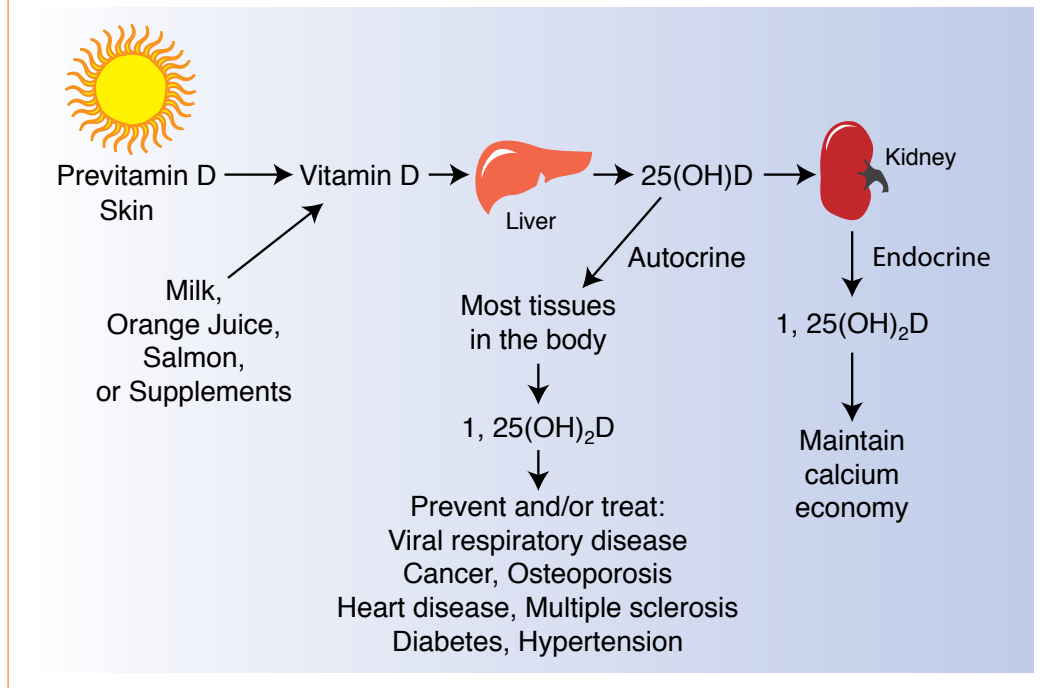 Previtamin D
Skin
Vitamin D
Liver
25(OH)D
Kidney
Milk,
Orange Juice,
Salmon,
or Supplements
Autocrine
Most tissues
in the body
1, 25(OH)₂D
Prevent and/or treat:
Viral respiratory disease
Cancer, Osteoporosis
Heart disease, Multiple sclerosis
Diabetes, Hypertension
Endocrine
1, 25(OH)₂D
Maintain
calcium
economy